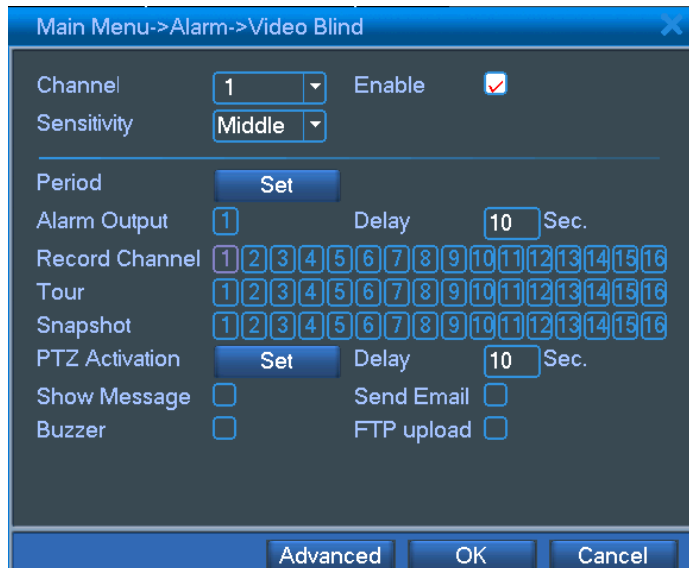 Main Menu->Alarm->Video Blind X
Channel 1 Enable
Sensitivity Middle
Period Set
Alarm Output 1 Delay 10 Sec.
Record Channel 1 2 3 4 5 6 7 8 9 10 11 12 13 14 15 16
Tour 1 2 3 4 5 6 7 8 9 10 11 12 13 14 15 16
Snapshot 1 2 3 4 5 6 7 8 9 10 11 12 13 14 15 16
PTZ Activation Set Delay 10 Sec.
Show Message Send Email
Buzzer FTP upload
Advanced OK Cancel